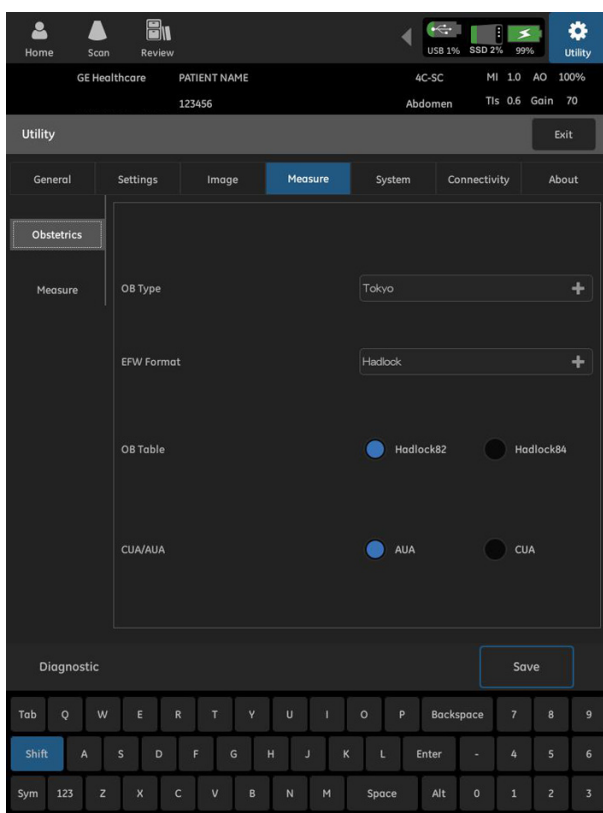 Home Scan Review USB 1% SSD 2% 99% Utility
GE Healthcare PATIENT NAME 4C-SC MI 1.0 AO 100%
123456 Abdomen TIs 0.6 Gain 70
Utility Exit
General Settings Image Measure System Connectivity About
Obstetrics
Measure OB Type Tokyo +
EFW Format Hadlock +
OB Table Hadlock82 Hadlock84
CUA/AUA AUA CUA
Diagnostic Save
Tab Q W E R T Y U I O P Backspace 7 8 9
Shift A S D F G H J K L Enter - 4 5 6
Sym 123 Z X C V B N M Space Alt 0 1 2 3